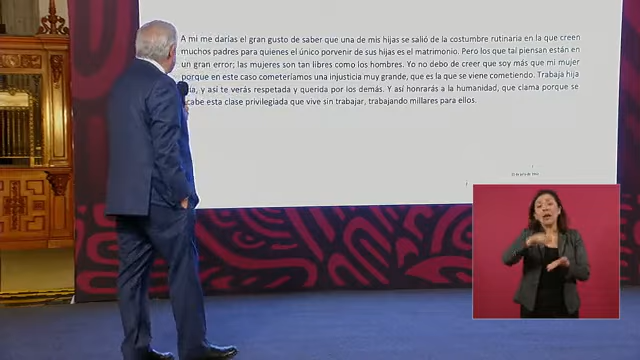 A mi me darías el gran gusto de saber que una de mis hijas se salió de la costumbre rutinaria en la que creen
muchos padres para quienes el único porvenir de sus hijas es el matrimonio. Pero los que tal piensan están en
un gran error; las mujeres son tan libres como los hombres. Yo no debo de creer que soy más que mi mujer
porque en este caso cometeríamos una injusticia muy grande, que es la que se viene cometiendo. Trabaja hija
y así te verás respetada y querida por los demás. Y así honrarás a la humanidad, que clama porque se
esta clase privilegiada que vive sin trabajar, trabajando millares para ellos.